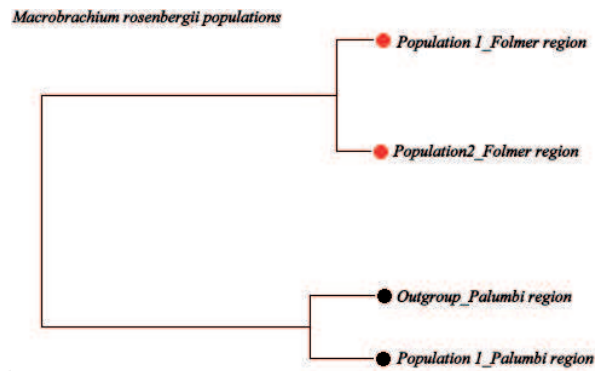 Macrobrachium rosenbergii populations
Population 1_Folmer region
Population2_Folmer region
Outgroup_Palumbi region
Population 1_Palumbi region